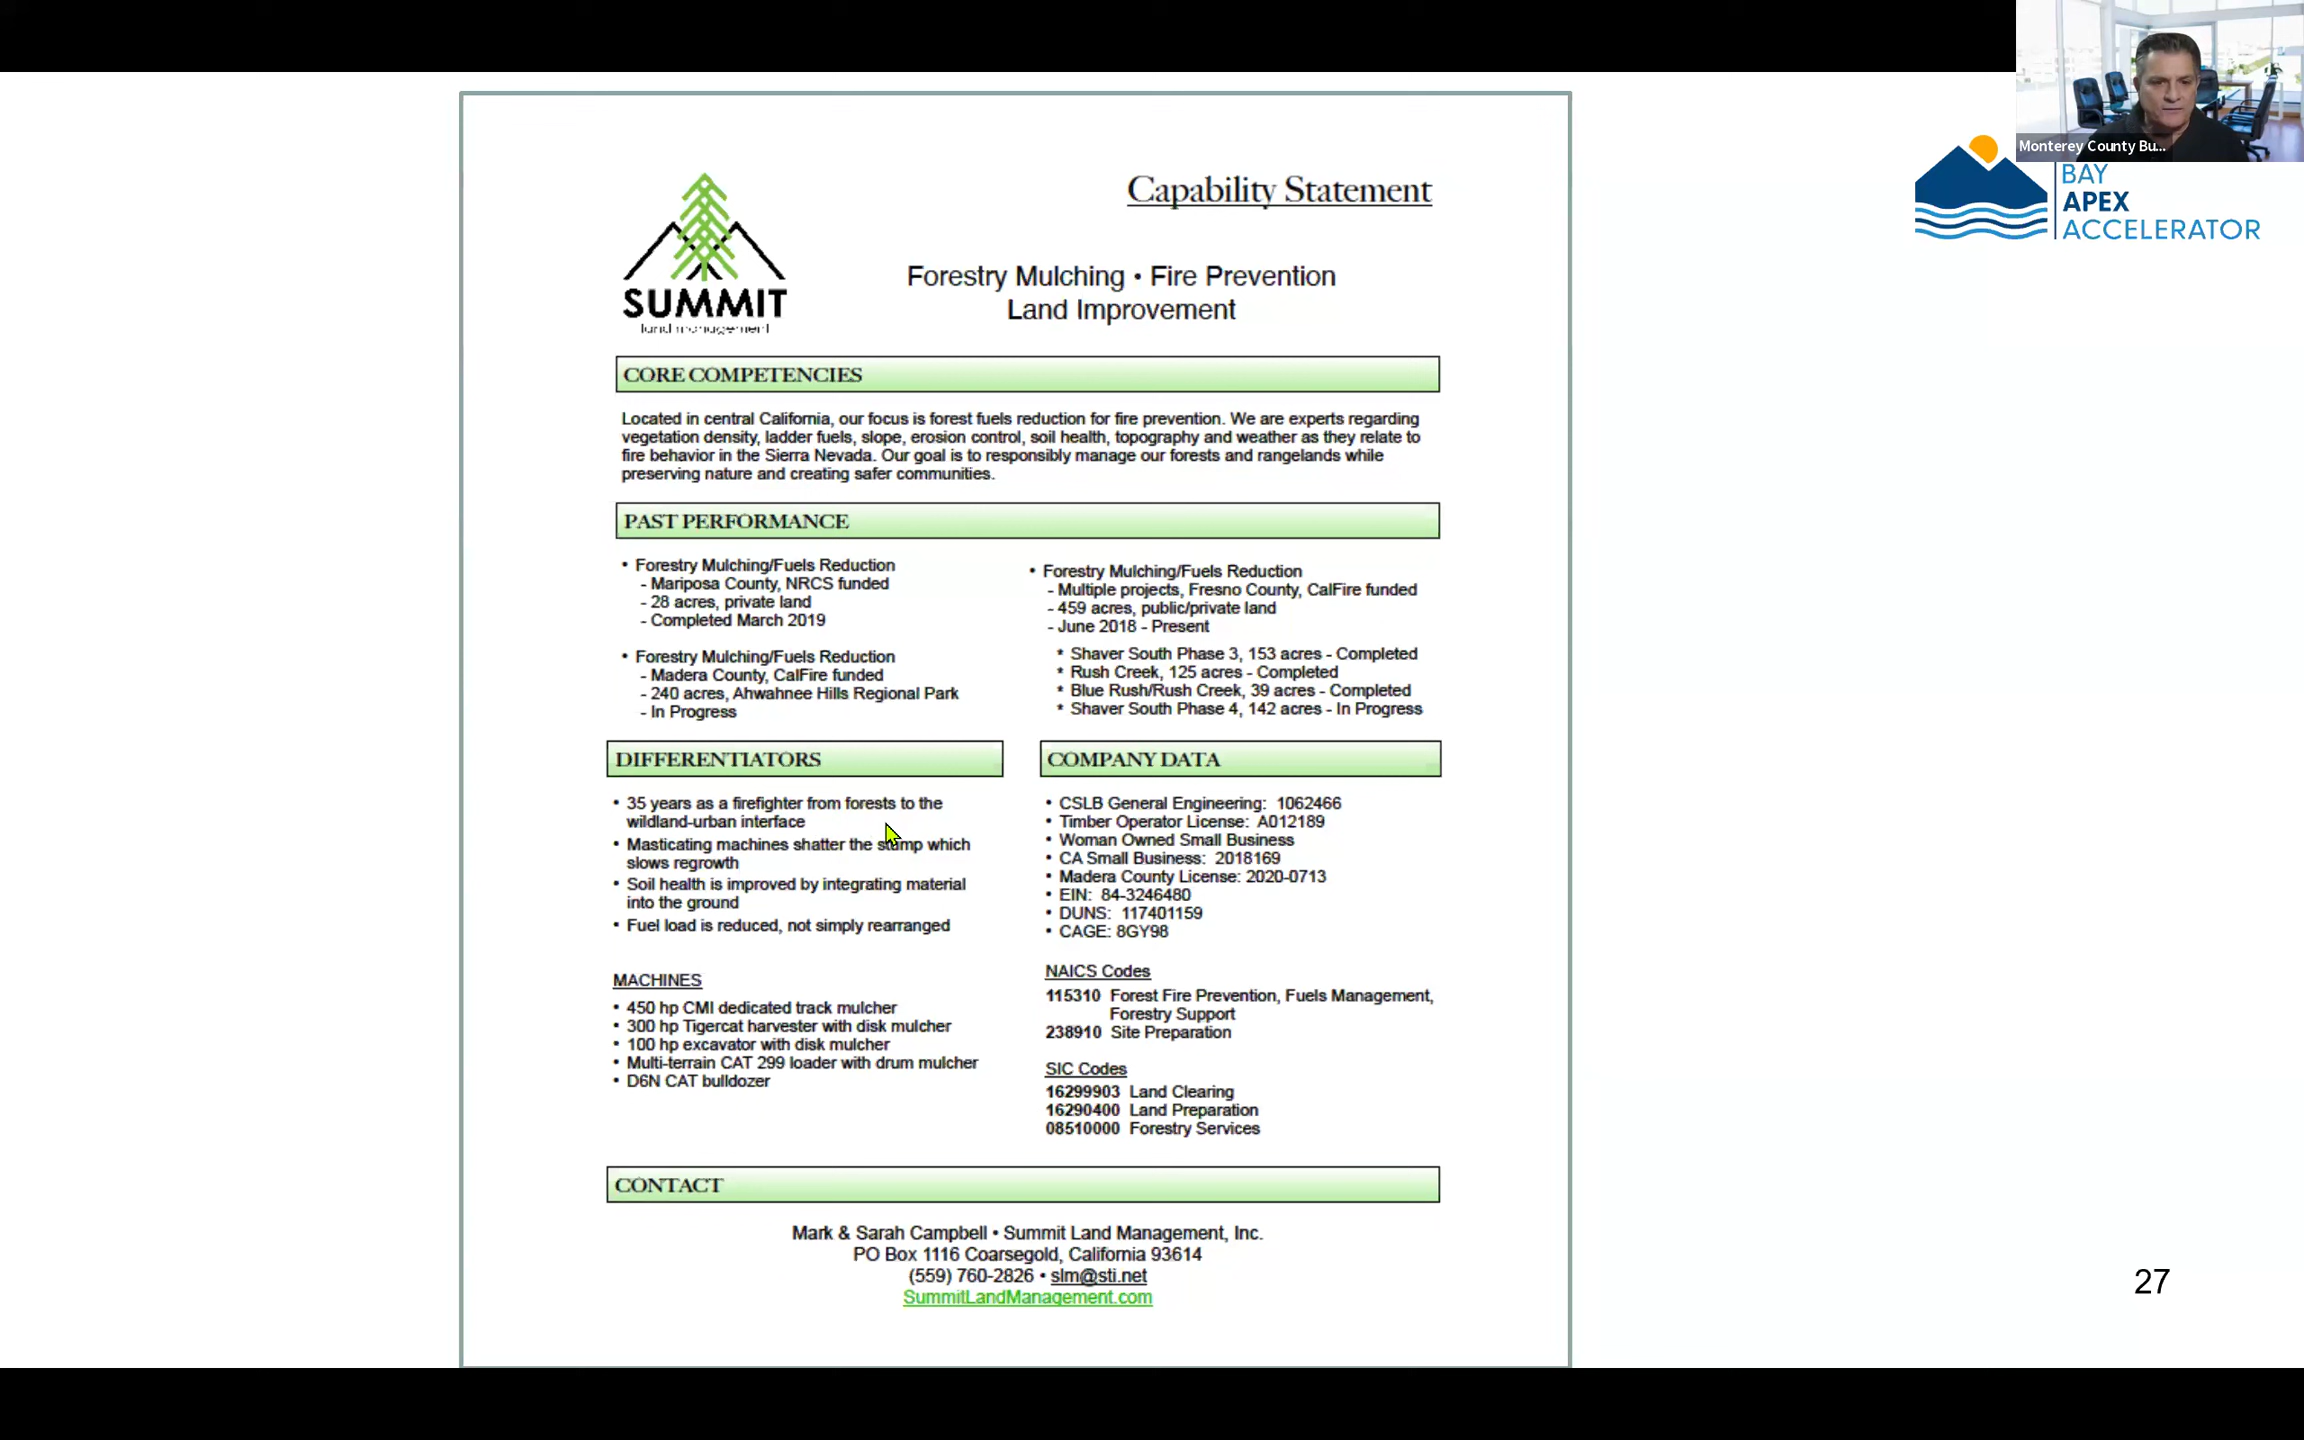 Monterey County Bu...
BAY
APEX
ACCELERATOR
SUMMIT
land management
Capability Statement
Forestry Mulching • Fire Prevention
Land Improvement
CORE COMPETENCIES
Located in central California, our focus is forest fuels reduction for fire prevention. We are experts regarding
vegetation density, ladder fuels, slope, erosion control, soil health, topography and weather as they relate to
fire behavior in the Sierra Nevada. Our goal is to responsibly manage our forests and rangelands while
preserving nature and creating safer communities.
PAST PERFORMANCE
• Forestry Mulching/Fuels Reduction
- Mariposa County, NRCS funded
- 28 acres, private land
- Completed March 2019
• Forestry Mulching/Fuels Reduction
- Madera County, CalFire funded
- 240 acres, Ahwahnee Hills Regional Park
- In Progress
• Forestry Mulching/Fuels Reduction
- Multiple projects, Fresno County, CalFire funded
- 459 acres, public/private land
- June 2018 - Present
* Shaver South Phase 3, 153 acres - Completed
* Rush Creek, 125 acres - Completed
* Blue Rush/Rush Creek, 39 acres - Completed
* Shaver South Phase 4, 142 acres - In Progress
DIFFERENTIATORS
• 35 years as a firefighter from forests to the
wildland-urban interface
• Masticating machines shatter the stump which
slows regrowth
• Soil health is improved by integrating material
into the ground
• Fuel load is reduced, not simply rearranged
MACHINES
• 450 hp CMI dedicated track mulcher
• 300 hp Tigercat harvester with disk mulcher
• 100 hp excavator with disk mulcher
• Multi-terrain CAT 299 loader with drum mulcher
• D6N CAT bulldozer
COMPANY DATA
• CSLB General Engineering: 1062466
• Timber Operator License: A012189
• Woman Owned Small Business
• CA Small Business: 2018169
• Madera County License: 2020-0713
• EIN: 84-3246480
• DUNS: 117401159
• CAGE: 8GY98
NAICS Codes
115310 Forest Fire Prevention, Fuels Management,
Forestry Support
238910 Site Preparation
SIC Codes
16299903 Land Clearing
16290400 Land Preparation
08510000 Forestry Services
CONTACT
Mark & Sarah Campbell • Summit Land Management, Inc.
PO Box 1116 Coarsegold, California 93614
(559) 760-2826 • slm@sti.net
SummitLandManagement.com
27